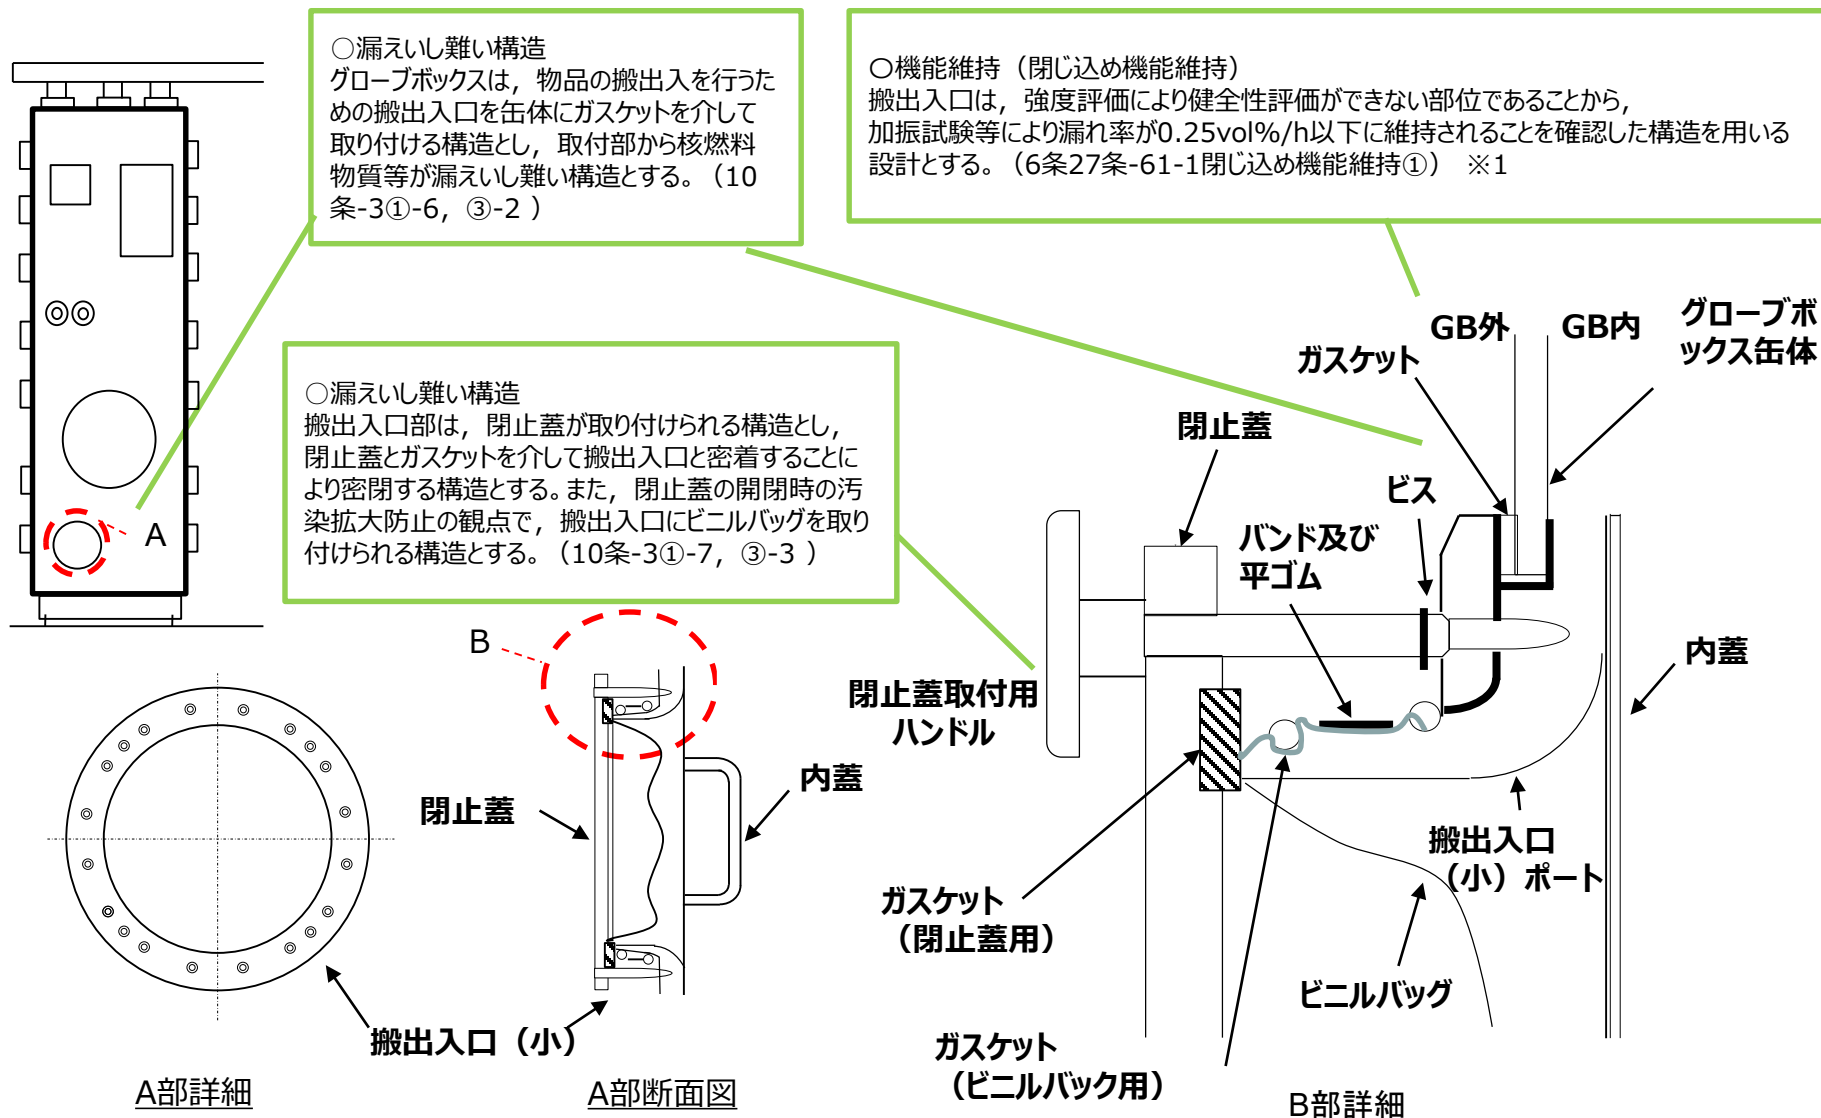 ○漏えいし難い構造
グローブボックスは，物品の搬出入を行うた
めの搬出入口を缶体にガスケットを介して
取り付ける構造とし，取付部から核燃料
物質等が漏えいし難い構造とする。（10
条-3①-6，③-2 ）
〇機能維持（閉じ込め機能維持）
搬出入口は，強度評価により健全性評価ができない部位であることから，
加振試験等により漏れ率が0.25vol%/h以下に維持されることを確認した構造を用いる
設計とする。（6条27条-61-1閉じ込め機能維持①） ※1
○漏えいし難い構造
搬出入口部は，閉止蓋が取り付けられる構造とし，
閉止蓋とガスケットを介して搬出入口と密着することに
より密閉する構造とする。また，閉止蓋の開閉時の汚
染拡大防止の観点で，搬出入口にビニルバッグを取り
付けられる構造とする。（10条-3①-7，③-3 ）
A
B
GB外
GB内
グローブボ
ックス缶体
ガスケット
閉止蓋
ビス
バンド及び
平ゴム
内蓋
閉止蓋取付用
ハンドル
内蓋
閉止蓋
搬出入口
（小）ポート
ガスケット
（閉止蓋用）
ビニルバッグ
搬出入口（小）
ガスケット
（ビニルバック用）
A部詳細
A部断面図
B部詳細